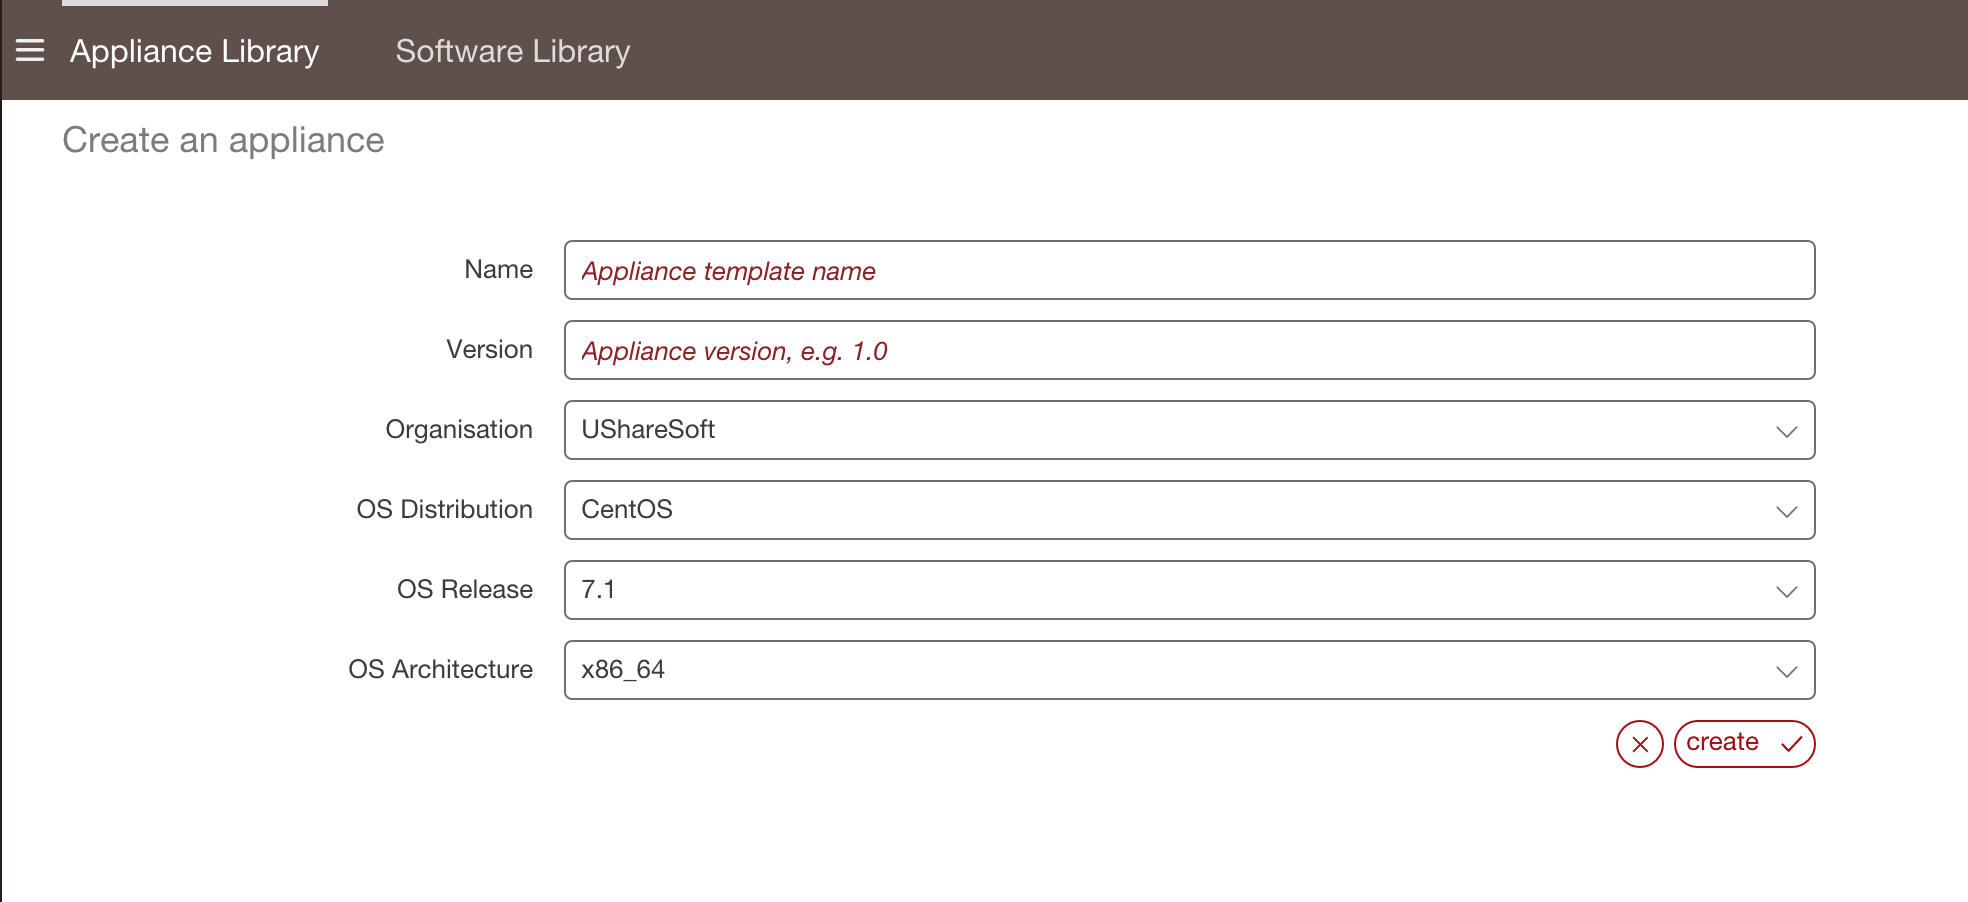 Appliance Library Software Library
Create an appliance
Name Appliance template name
Version Appliance version, e.g. 1.0
Organisation UShareSoft
OS Distribution CentOS
OS Release 7.1
OS Architecture x86_64
create